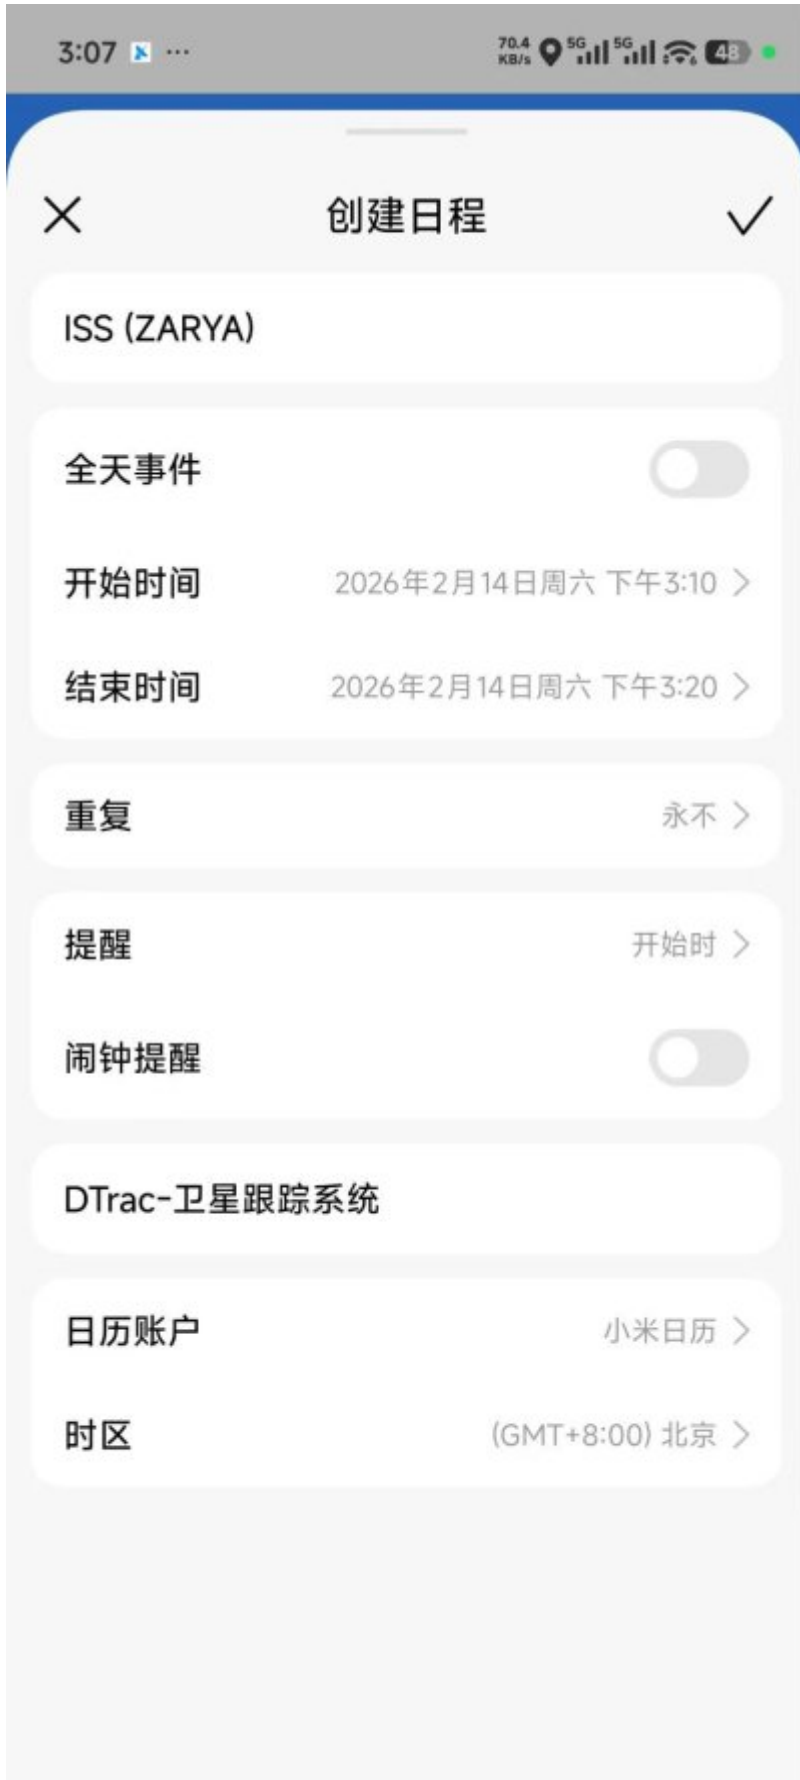 3:07 ... 70.4 KB/s 5G 5G 48
创建日程
ISS (ZARYA)
全天事件
开始时间 2026年2月14日周六 下午3:10
结束时间 2026年2月14日周六 下午3:20
重复 永不
提醒 开始时
闹钟提醒
DTrac-卫星跟踪系统
日历账户 小米日历
时区 (GMT+8:00) 北京